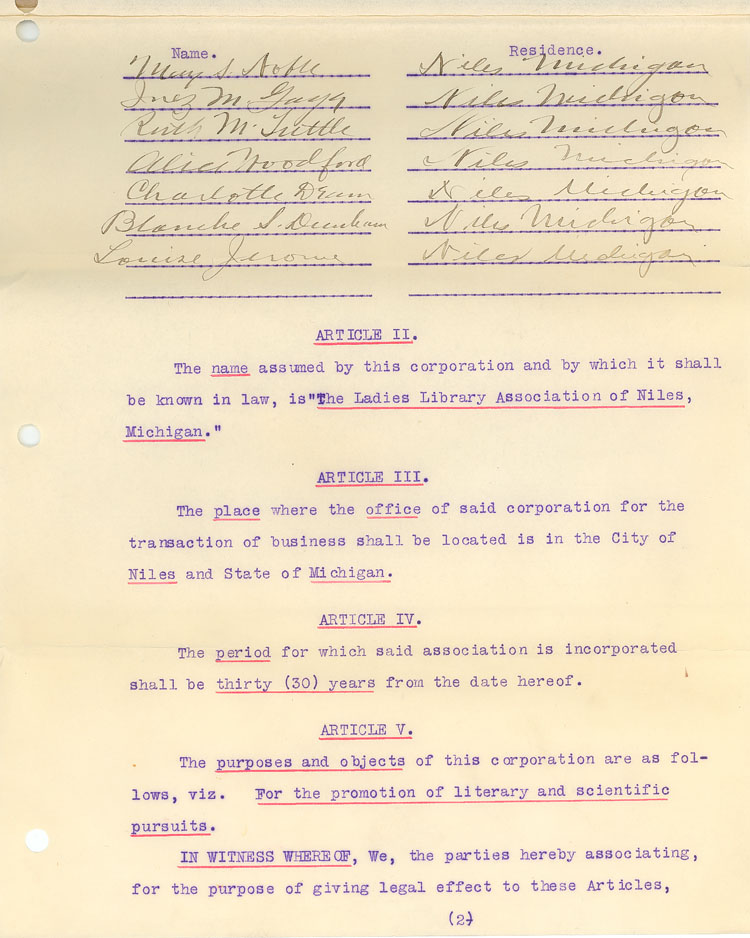 Name. Residence.
Mary S. Noble Niles Michigan
Inez M. Gagg Niles Michigan
Ruth M. Tuttle Niles Michigan
Alice Woodford Niles Michigan
Charlotte Deam Niles Michigan
Blanche S. Dunham Niles Michigan
Louise Jerome Niles Michigan
ARTICLE II.
The name assumed by this corporation and by which it shall
be known in law, is"The Ladies Library Association of Niles,
Michigan."
ARTICLE III.
The place where the office of said corporation for the
transaction of business shall be located is in the City of
Niles and State of Michigan.
ARTICLE IV.
The period for which said association is incorporated
shall be thirty (30) years from the date hereof.
ARTICLE V.
The purposes and objects of this corporation are as fol-
lows, viz. For the promotion of literary and scientific
pursuits.
IN WITNESS WHEREOF, We, the parties hereby associating,
for the purpose of giving legal effect to these Articles,
(2)